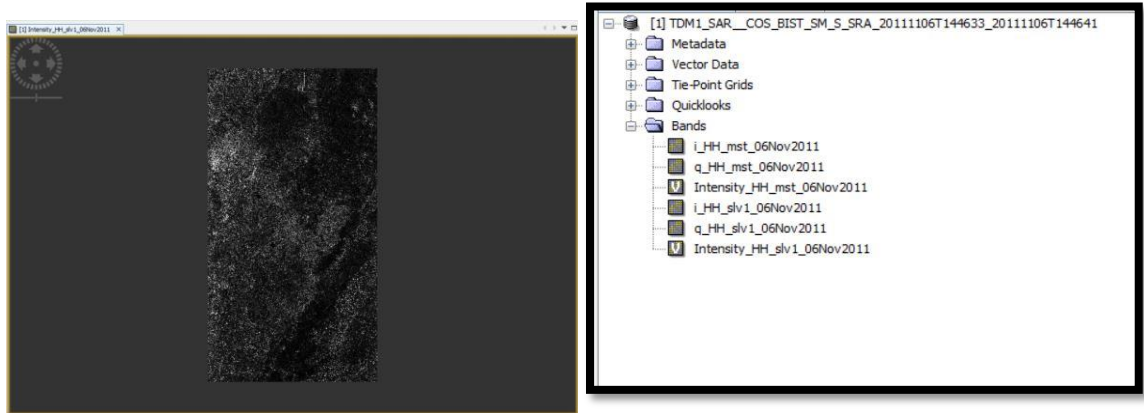 [1] Intensity_HH_slv1_06Nov2011
[1] TDM1_SAR__COS_BIST_SM_S_SRA_20111106T144633_20111106T144641
Metadata
Vector Data
Tie-Point Grids
Quicklooks
Bands
i_HH_mst_06Nov2011
q_HH_mst_06Nov2011
Intensity_HH_mst_06Nov2011
i_HH_slv1_06Nov2011
q_HH_slv1_06Nov2011
Intensity_HH_slv1_06Nov2011